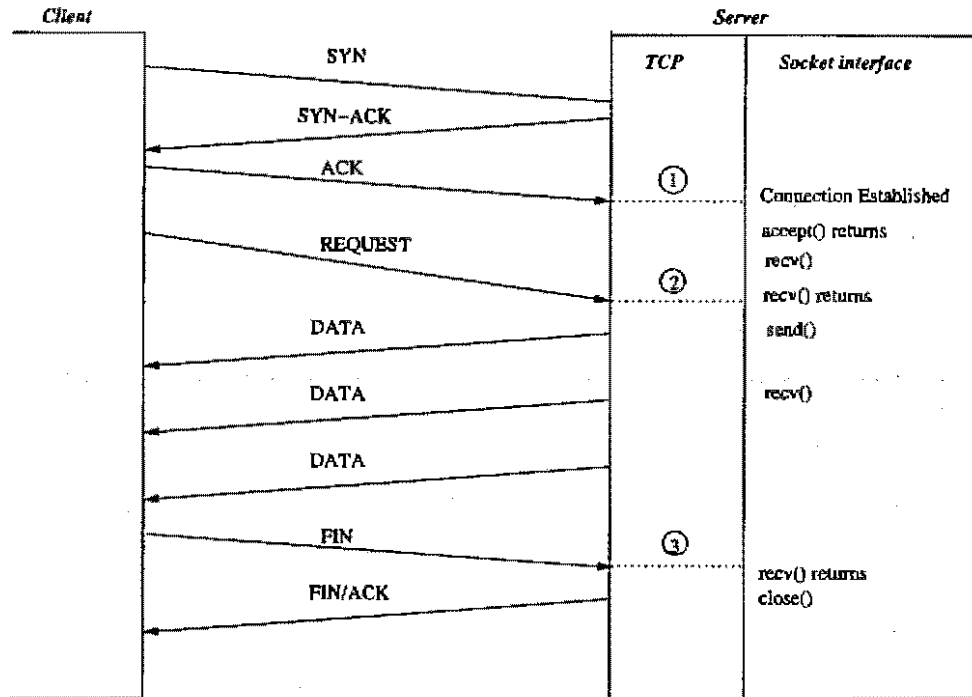 Client
Server
TCP
Socket interface
SYN
SYN-ACK
ACK
1
Connection Established
accept() returns
REQUEST
recv()
2
recv() returns
DATA
send()
DATA
recv()
DATA
FIN
3
recv() returns
FIN/ACK
close()